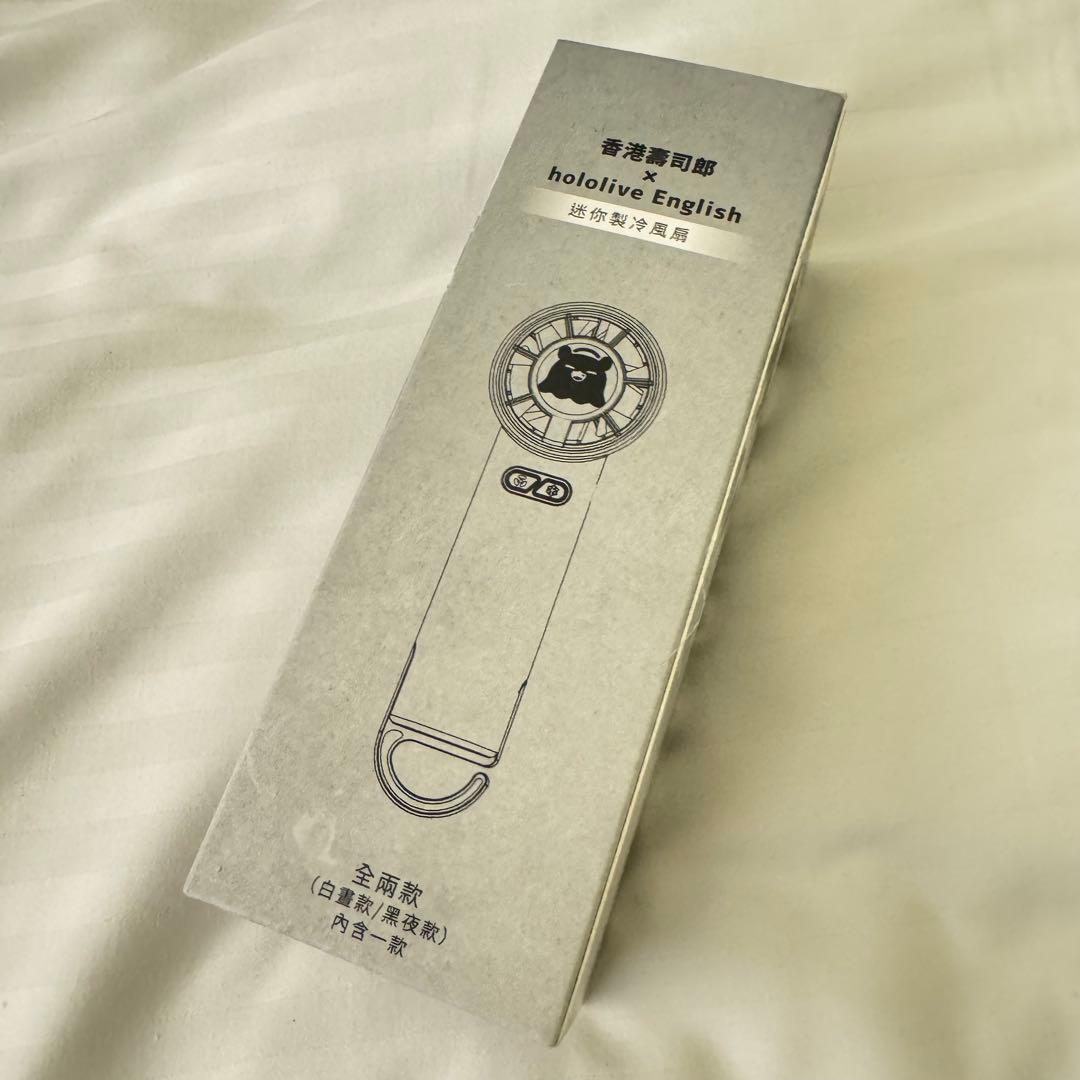 香港壽司郎
×
hololive English
迷你製冷風扇
全兩款
(白晝款/黑夜款)
內含一款